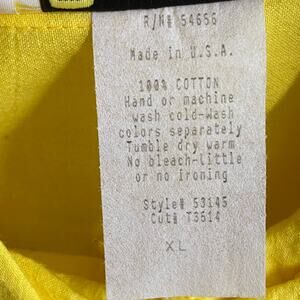 R/N# 54656
Made in U.S.A.
100% COTTON
Hand or machine
wash cold-wash
colors separately
Tumble dry warm
No bleach-little
or no ironing
Style# 53145
Cut# T3514
XL